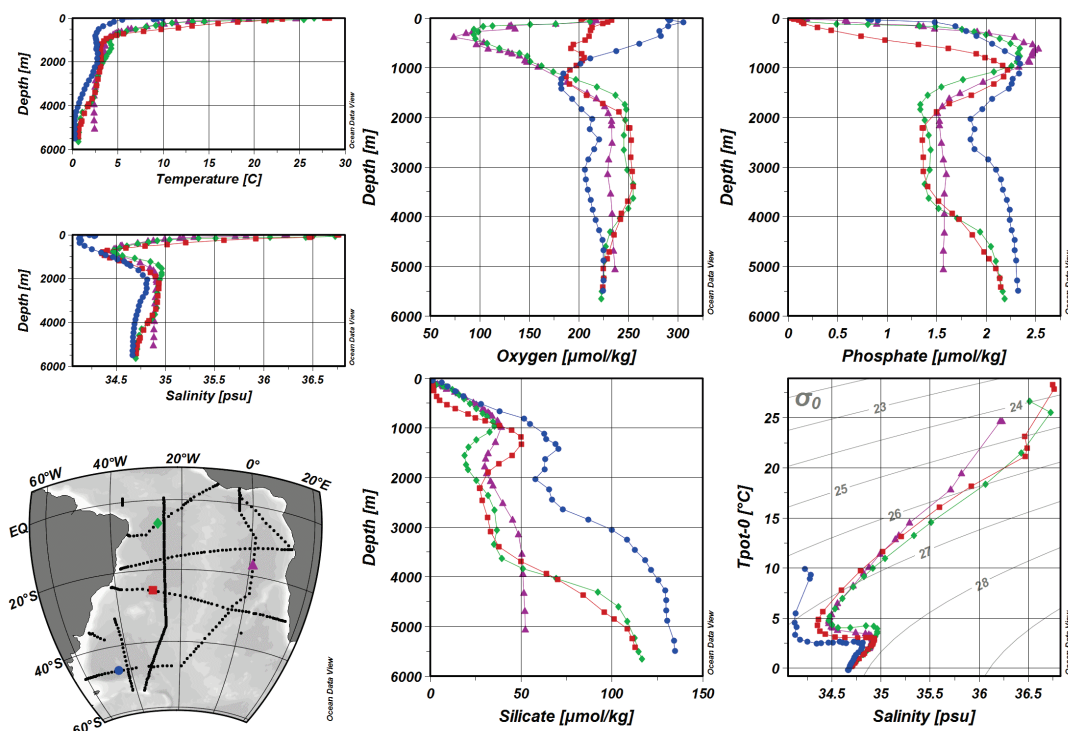 0
1000
2000
3000
4000
5000
6000
Depth [m]
0 5 10 15 20 25 30
Temperature [C]
Ocean Data View
0
2000
4000
6000
Depth [m]
34.5 35 35.5 36 36.5
Salinity [psu]
Ocean Data View
0
1000
2000
3000
4000
5000
6000
Depth [m]
50 100 150 200 250 300
Oxygen [µmol/kg]
Ocean Data View
0
1000
2000
3000
4000
5000
6000
Depth [m]
0 0.5 1 1.5 2 2.5
Phosphate [µmol/kg]
Ocean Data View
60°W 40°W 20°W 0° 20°E
EQ
20°S
40°S
60°S
Ocean Data View
0
1000
2000
3000
4000
5000
6000
Depth [m]
0 50 100 150
Silicate [µmol/kg]
Ocean Data View
σ0
23
24
25
26
27
28
25
20
15
10
5
0
Tpot-0 [°C]
34.5 35 35.5 36 36.5
Salinity [psu]
Ocean Data View